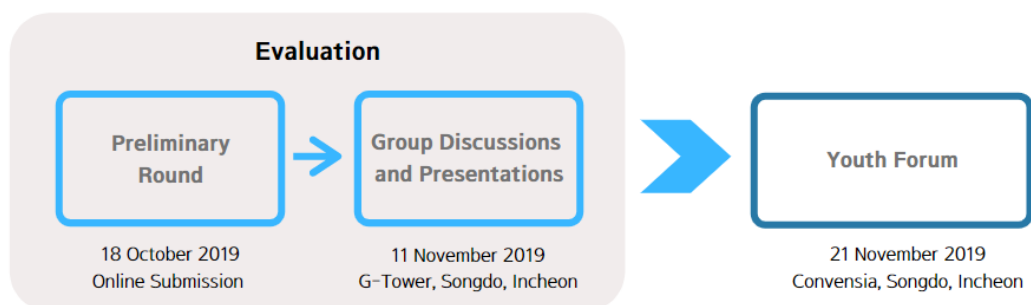 Evaluation
Preliminary
Round
18 October 2019
Online Submission
Group Discussions
and Presentations
11 November 2019
G-Tower, Songdo, Incheon
Youth Forum
21 November 2019
Convensia, Songdo, Incheon